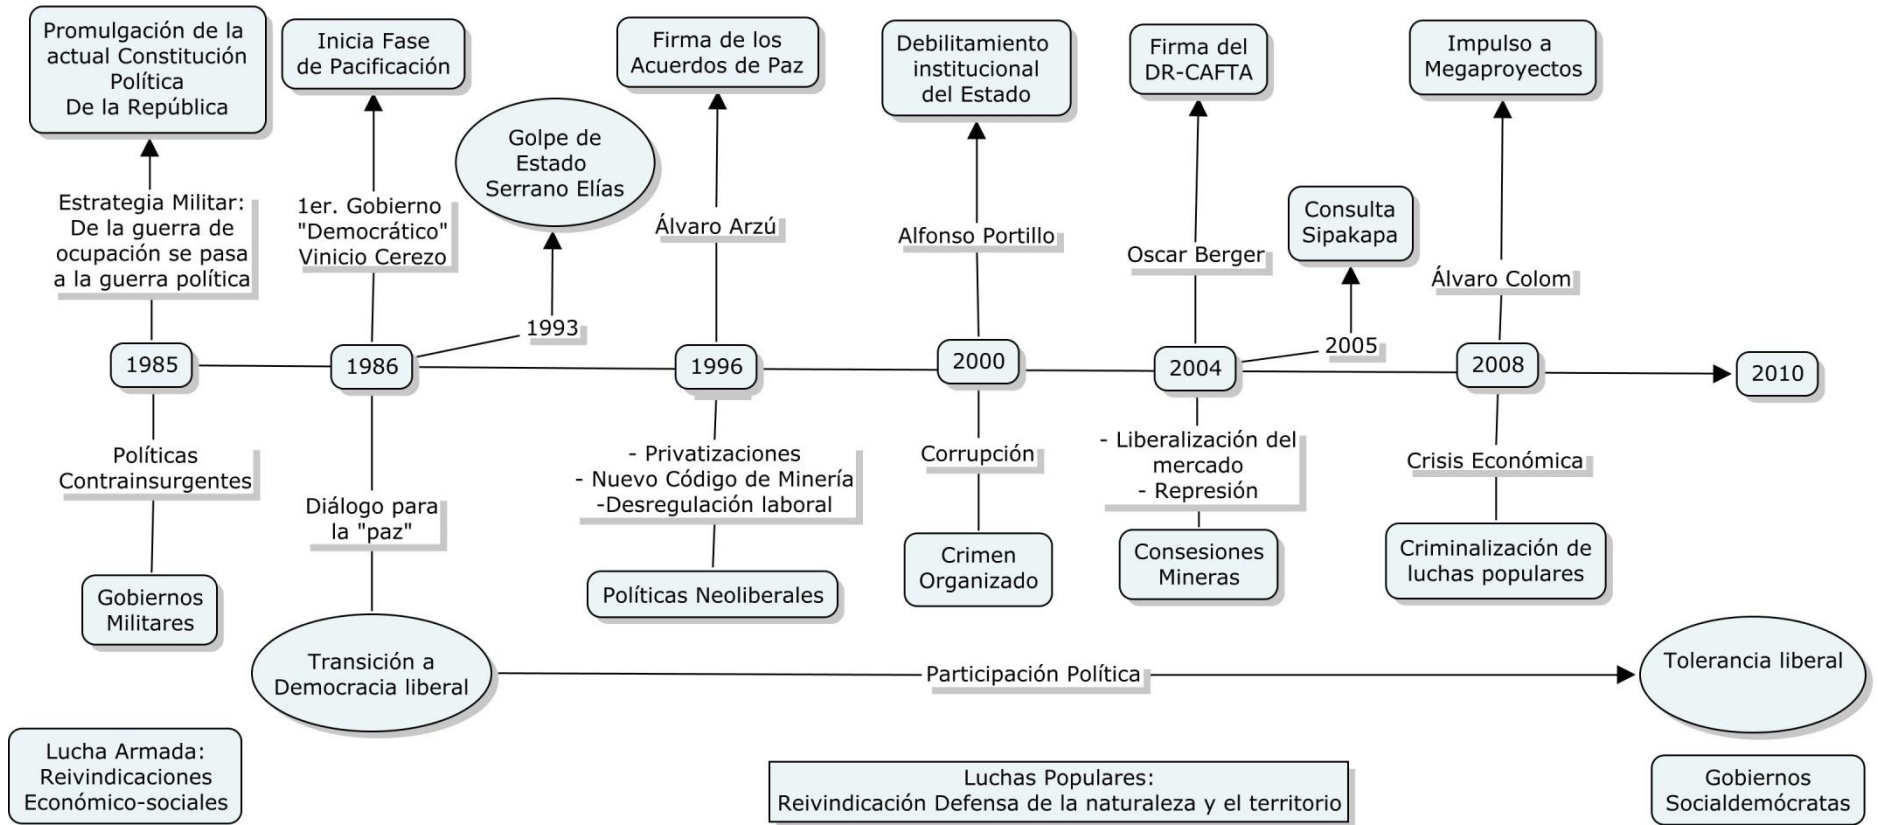 Promulgación de la
actual Constitución
Política
De la República
Inicia Fase
de Pacificación
Golpe de
Estado
Serrano Elías
Firma de los
Acuerdos de Paz
Debilitamiento
institucional
del Estado
Firma del
DR-CAFTA
Impulso a
Megaproyectos
Estrategia Militar:
De la guerra de
ocupación se pasa
a la guerra política
1er. Gobierno
"Democrático"
Vinicio Cerezo
Álvaro Arzú
Alfonso Portillo
Oscar Berger
Consulta
Sipakapa
Álvaro Colom
1993
2005
1985
1986
1996
2000
2004
2008
2010
Políticas
Contrainsurgentes
Diálogo para
la "paz"
- Privatizaciones
- Nuevo Código de Minería
-Desregulación laboral
Corrupción
- Liberalización del
mercado
- Represión
Crisis Económica
Gobiernos
Militares
Políticas Neoliberales
Crimen
Organizado
Consesiones
Mineras
Criminalización de
luchas populares
Transición a
Democracia liberal
Participación Política
Tolerancia liberal
Lucha Armada:
Reivindicaciones
Económico-sociales
Luchas Populares:
Reivindicación Defensa de la naturaleza y el territorio
Gobiernos
Socialdemócratas